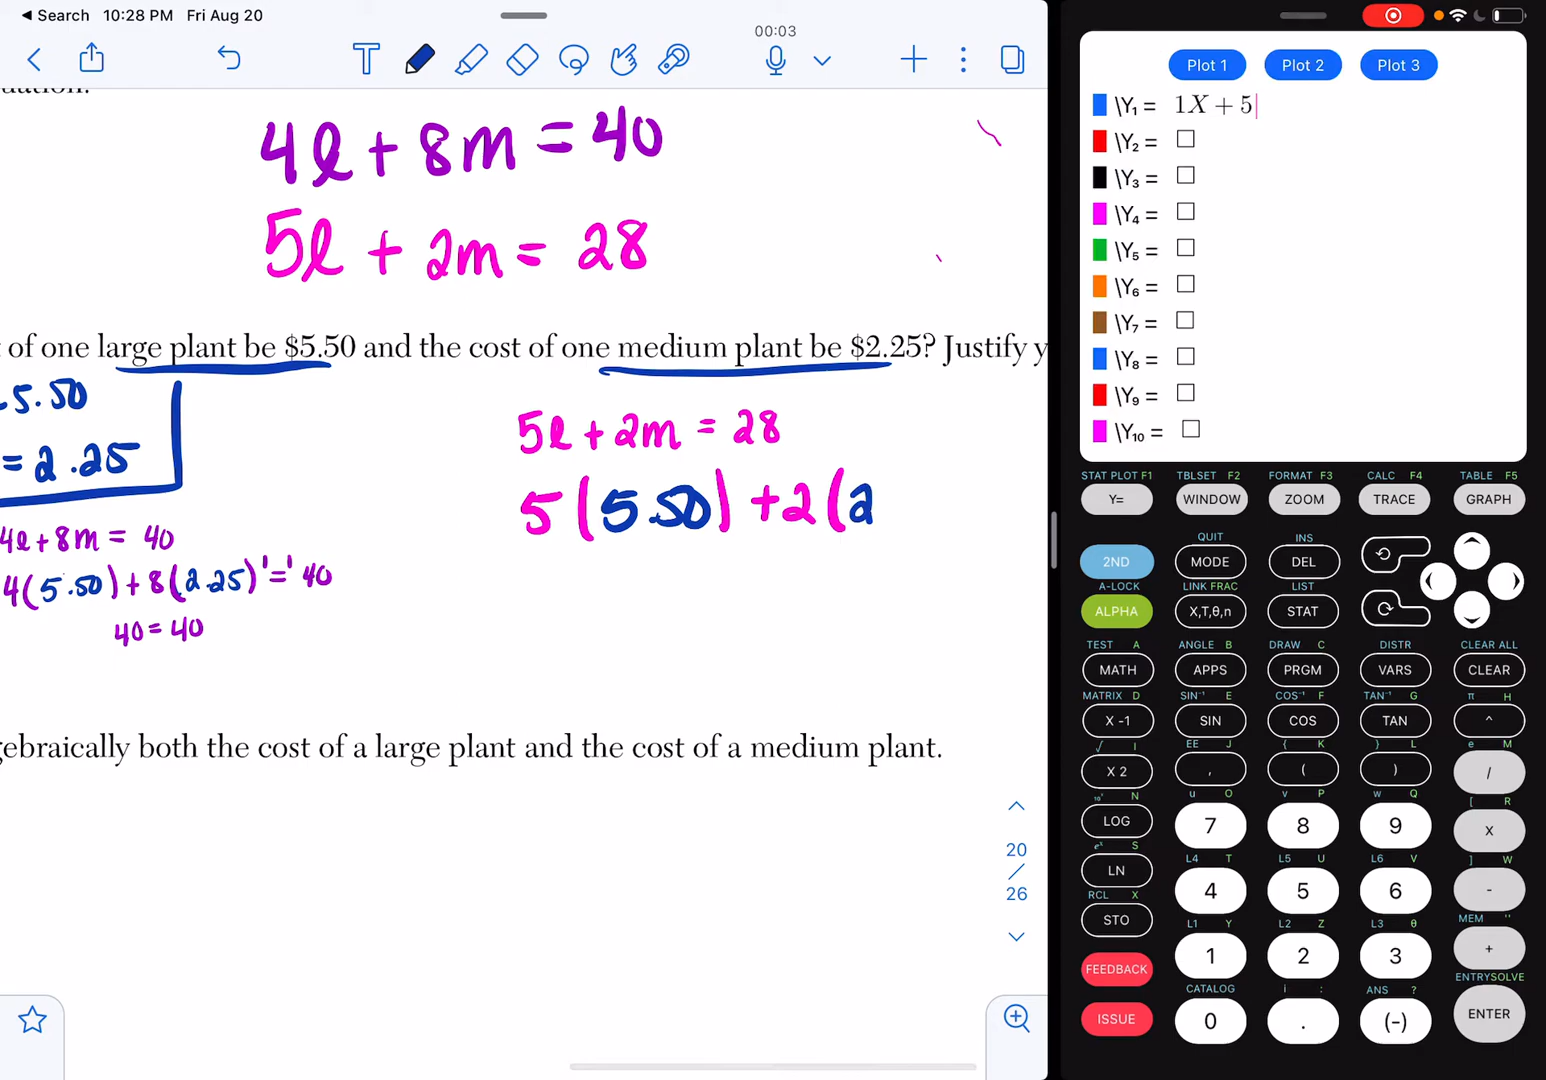 Search 10:28 PM Fri Aug 20
00:03
4l + 8m = 40
5l + 2m = 28
of one large plant be $5.50 and the cost of one medium plant be $2.25? Justify y
5.50
= 2.25
4l + 8m = 40
4(5.50) + 8(2.25) '=' 40
40 = 40
5l + 2m = 28
5(5.50) + 2(2
gebraically both the cost of a large plant and the cost of a medium plant.
20
/
26
Plot 1 Plot 2 Plot 3
\Y₁ = 1X + 5
\Y₂ =
\Y₃ =
\Y₄ =
\Y₅ =
\Y₆ =
\Y₇ =
\Y₈ =
\Y₉ =
\Y₁₀ =
STAT PLOT F1 TBLSET F2 FORMAT F3 CALC F4 TABLE F5
Y= WINDOW ZOOM TRACE GRAPH
QUIT INS
2ND MODE DEL
A-LOCK LINK FRAC LIST
ALPHA X,T,θ,n STAT
TEST A ANGLE B DRAW C DISTR CLEAR ALL
MATH APPS PRGM VARS CLEAR
MATRIX D SIN⁻¹ E COS⁻¹ F TAN⁻¹ G π H
X -1 SIN COS TAN ^
√ I EE J { K } L e M
X 2 , ( ) /
10ˣ N u O v P w Q [ R
LOG 7 8 9 X
eˣ S L4 T L5 U L6 V ] W
LN 4 5 6 -
RCL X L1 Y L2 Z L3 θ MEM "
STO 1 2 3 +
FEEDBACK
CATALOG i : ANS ? ENTRY SOLVE
ISSUE 0 . (-) ENTER